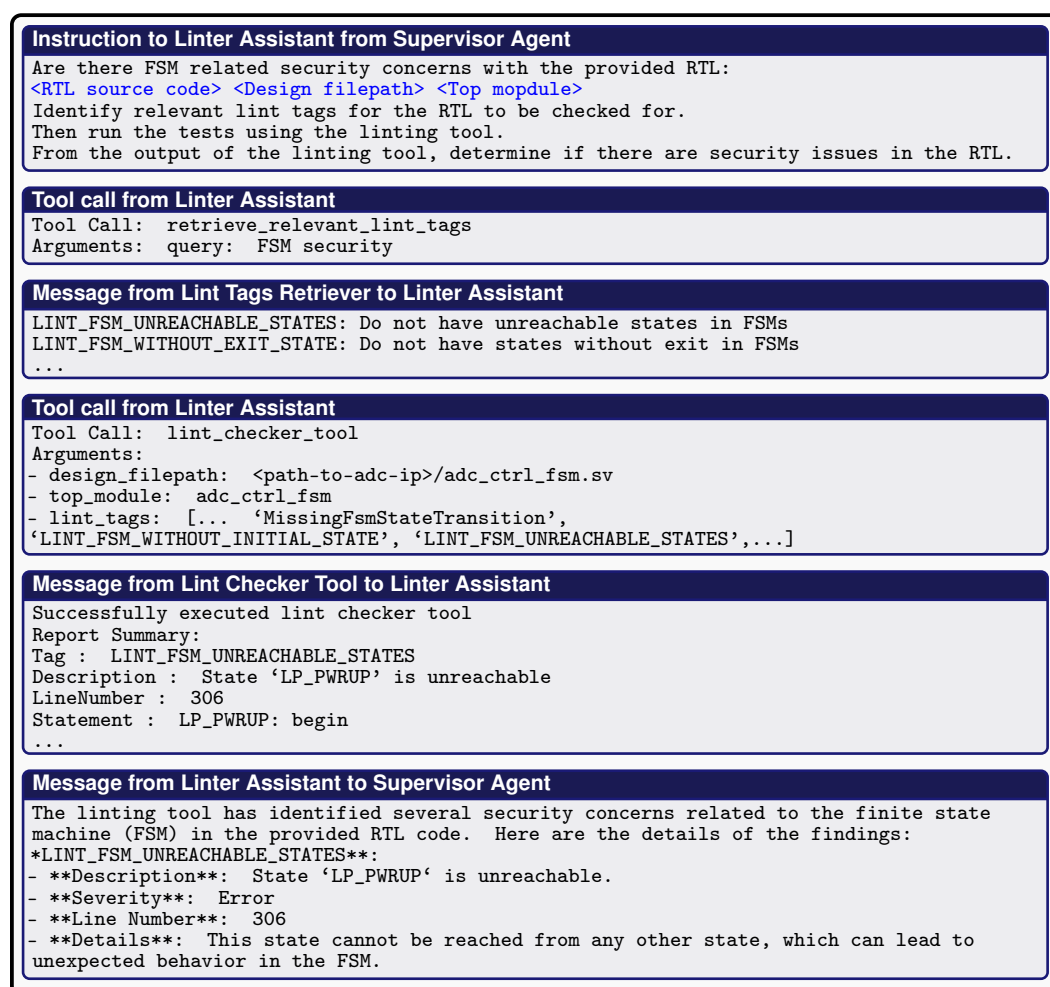 Instruction to Linter Assistant from Supervisor Agent
Are there FSM related security concerns with the provided RTL:
<RTL source code> <Design filepath> <Top mopdule>
Identify relevant lint tags for the RTL to be checked for.
Then run the tests using the linting tool.
From the output of the linting tool, determine if there are security issues in the RTL.
Tool call from Linter Assistant
Tool Call: retrieve_relevant_lint_tags
Arguments: query: FSM security
Message from Lint Tags Retriever to Linter Assistant
LINT_FSM_UNREACHABLE_STATES: Do not have unreachable states in FSMs
LINT_FSM_WITHOUT_EXIT_STATE: Do not have states without exit in FSMs
...
Tool call from Linter Assistant
Tool Call: lint_checker_tool
Arguments:
- design_filepath: <path-to-adc-ip>/adc_ctrl_fsm.sv
- top_module: adc_ctrl_fsm
- lint_tags: [... ‘MissingFsmStateTransition’,
‘LINT_FSM_WITHOUT_INITIAL_STATE’, ‘LINT_FSM_UNREACHABLE_STATES’,...]
Message from Lint Checker Tool to Linter Assistant
Successfully executed lint checker tool
Report Summary:
Tag : LINT_FSM_UNREACHABLE_STATES
Description : State ‘LP_PWRUP’ is unreachable
LineNumber : 306
Statement : LP_PWRUP: begin
...
Message from Linter Assistant to Supervisor Agent
The linting tool has identified several security concerns related to the finite state
machine (FSM) in the provided RTL code. Here are the details of the findings:
*LINT_FSM_UNREACHABLE_STATES**:
- **Description**: State ‘LP_PWRUP‘ is unreachable.
- **Severity**: Error
- **Line Number**: 306
- **Details**: This state cannot be reached from any other state, which can lead to
unexpected behavior in the FSM.